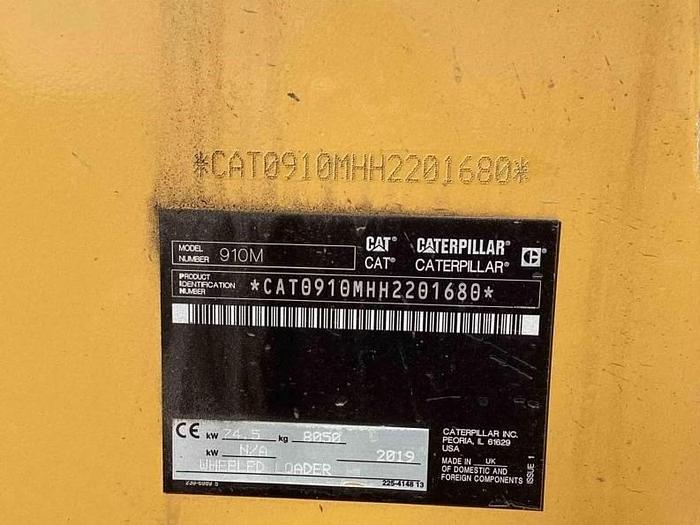 *CAT0910MHH2201680*
MODEL NUMBER 910M
CAT® CATERPILLAR®
CAT® CATERPILLAR®
PRODUCT IDENTIFICATION NUMBER *CAT0910MHH2201680*
CE kW 74.5 kg 8050
kW N/A 2019
WHEELED LOADER
225-4148 13
CATERPILLAR INC.
PEORIA, IL 61629
USA
MADE IN UK
OF DOMESTIC AND
FOREIGN COMPONENTS
ISSUE 1